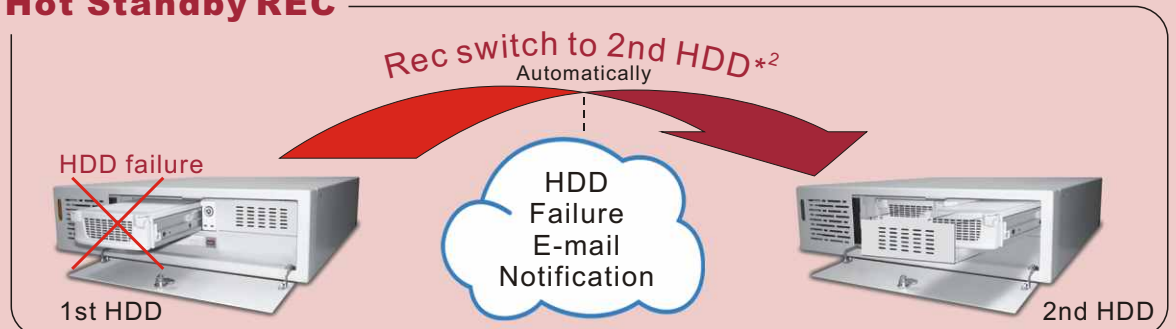 Hot Standby REC
Rec switch to 2nd HDD*2
Automatically
HDD failure
HDD
Failure
E-mail
Notification
1st HDD
2nd HDD